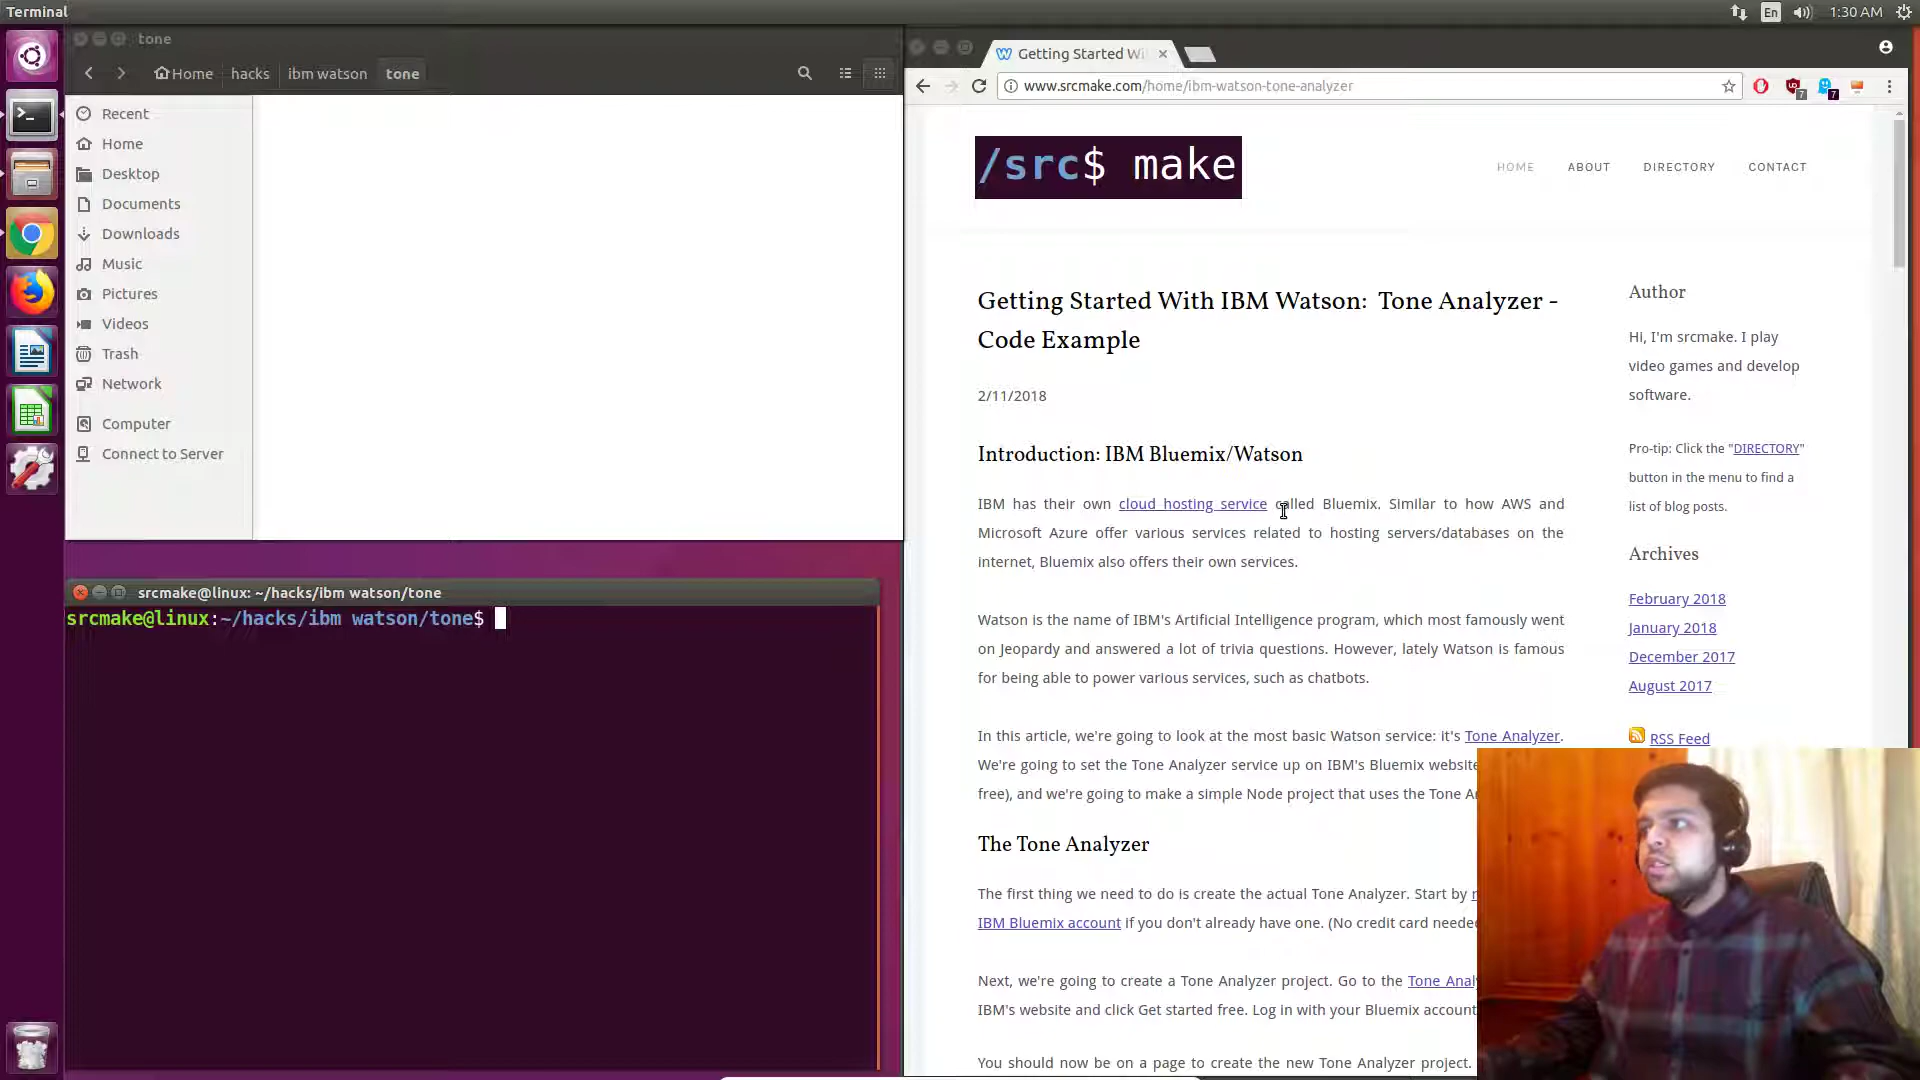 Terminal
En
1:30 AM
tone
Home
hacks
ibm watson
tone
Recent
Home
Desktop
Documents
Downloads
Music
Pictures
Videos
Trash
Network
Computer
Connect to Server
srcmake@linux: ~/hacks/ibm watson/tone
srcmake@linux:~/hacks/ibm watson/tone$
Getting Started Wi
www.srcmake.com/home/ibm-watson-tone-analyzer
7
7
/src$ make
HOME
ABOUT
DIRECTORY
CONTACT
Getting Started With IBM Watson: Tone Analyzer -
Code Example
2/11/2018
Introduction: IBM Bluemix/Watson
IBM has their own cloud hosting service called Bluemix. Similar to how AWS and
Microsoft Azure offer various services related to hosting servers/databases on the
internet, Bluemix also offers their own services.
Watson is the name of IBM's Artificial Intelligence program, which most famously went
on Jeopardy and answered a lot of trivia questions. However, lately Watson is famous
for being able to power various services, such as chatbots.
In this article, we're going to look at the most basic Watson service: it's Tone Analyzer.
We're going to set the Tone Analyzer service up on IBM's Bluemix website
free), and we're going to make a simple Node project that uses the Tone
The Tone Analyzer
The first thing we need to do is create the actual Tone Analyzer. Start by
IBM Bluemix account if you don't already have one. (No credit card needed
Next, we're going to create a Tone Analyzer project. Go to the Tone Anal
IBM's website and click Get started free. Log in with your Bluemix account
You should now be on a page to create the new Tone Analyzer project.
Author
Hi, I'm srcmake. I play
video games and develop
software.
Pro-tip: Click the "DIRECTORY"
button in the menu to find a
list of blog posts.
Archives
February 2018
January 2018
December 2017
August 2017
RSS Feed